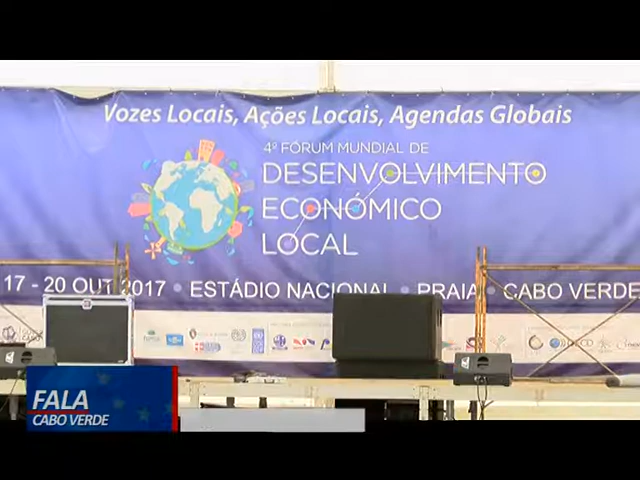 Vozes Locais, Ações Locais, Agendas Globais
4º FÓRUM MUNDIAL DE
DESENVOLVIMENTO
ECONÓMICO
LOCAL
17 - 20 OUT 2017 • ESTÁDIO NACIONAL • PRAIA • CABO VERDE
FALA
CABO VERDE